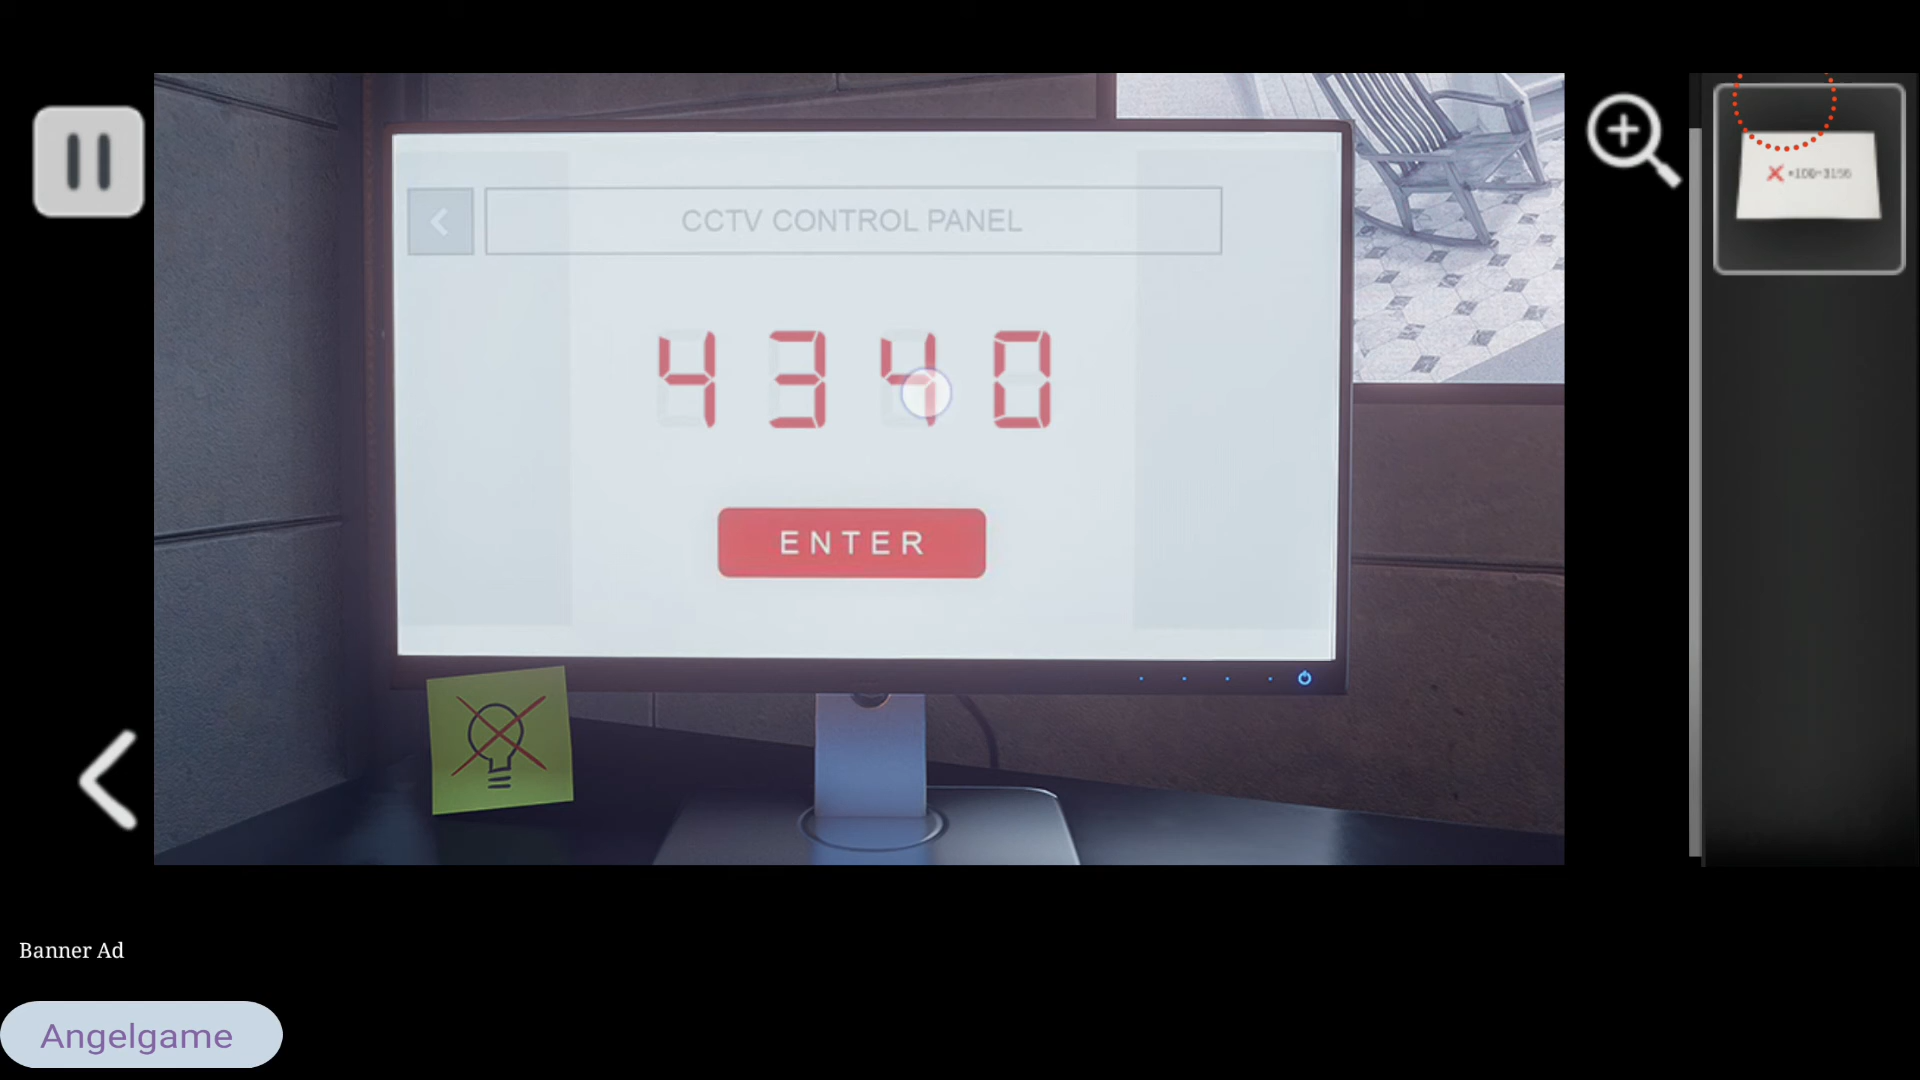 CCTV CONTROL PANEL
4340
ENTER
Banner Ad
Angelgame